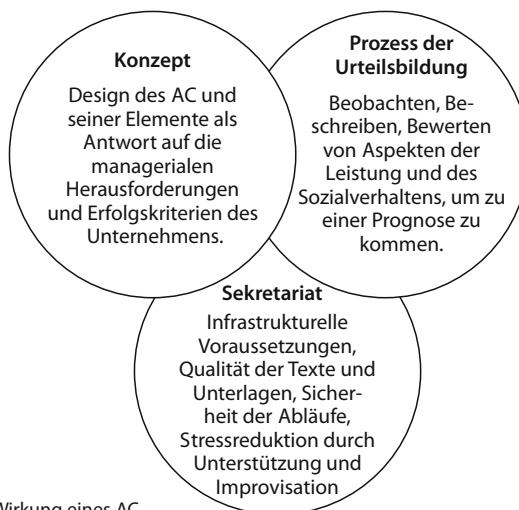 Konzept
Design des AC und
seiner Elemente als
Antwort auf die
managerialen
Herausforderungen
und Erfolgskriterien des
Unternehmens.
Prozess der
Urteilsbildung
Beobachten, Be-
schreiben, Bewerten
von Aspekten der
Leistung und des
Sozialverhaltens, um zu
einer Prognose zu
kommen.
Sekretariat
Infrastrukturelle
Voraussetzungen,
Qualität der Texte und
Unterlagen, Sicher-
heit der Abläufe,
Stressreduktion durch
Unterstützung und
Improvisation
Wirkung eines AC